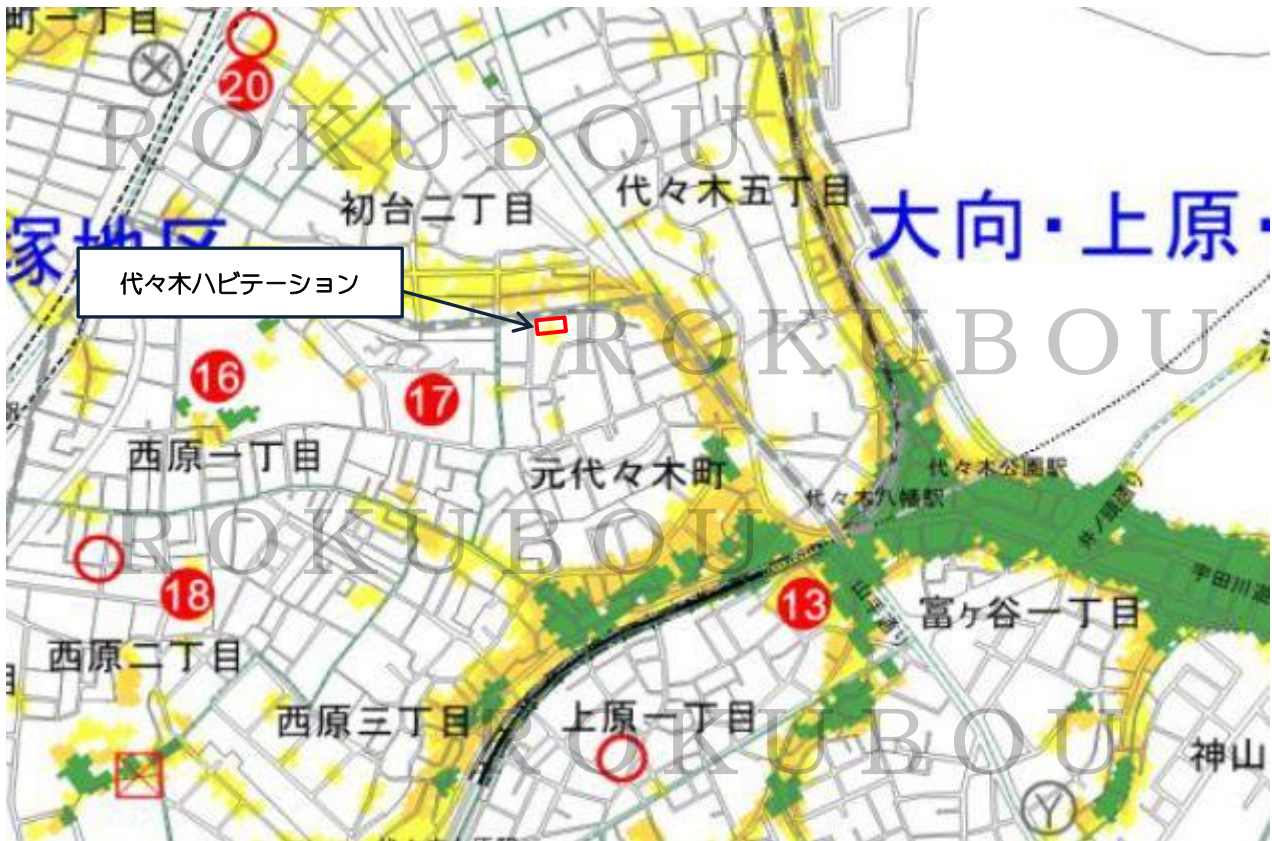 町一丁目
20
ROKUBOU
初台二丁目
代々木五丁目
大向・上原・
塚地区
代々木ハビテーション
ROKUBOU
16
17
西原一丁目
元代々木町
代々木公園駅
代々木八幡駅
井ノ頭通り
ROKUBOU
宇田川遊
18
13
山手通り
富ヶ谷一丁目
西原二丁目
目
西原三丁目
上原一丁目
ROKUBOU
神山
Y